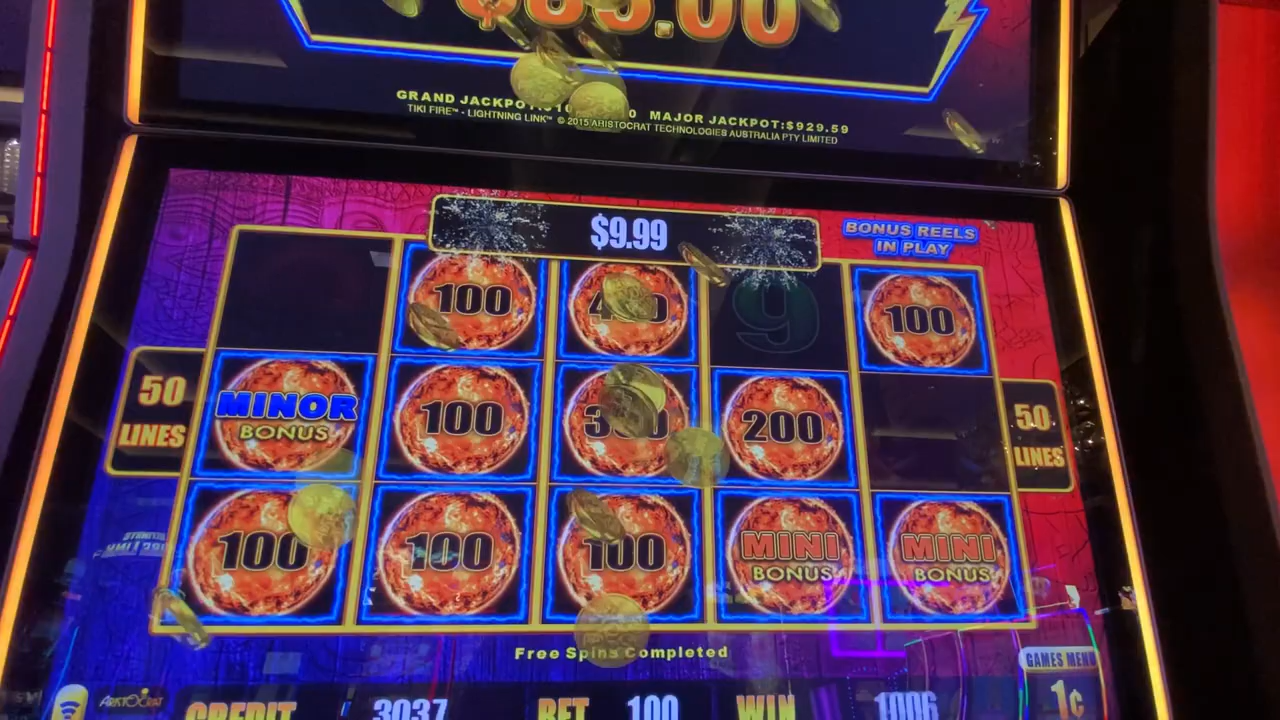 GRAND JACKPOT: MAJOR JACKPOT:$929.59
TIKI FIRE™ - LIGHTNING LINK™ © 2015 ARISTOCRAT TECHNOLOGIES AUSTRALIA PTY LIMITED
$9.99
BONUS REELS
IN PLAY
100
9
100
50
LINES
MINOR
BONUS
100
200
50
LINES
100
100
100
MINI
BONUS
MINI
BONUS
Free Spins Completed
GAMES MENU
ARISTOCRAT
CREDIT 3037 BET 100 WIN 1006
1¢